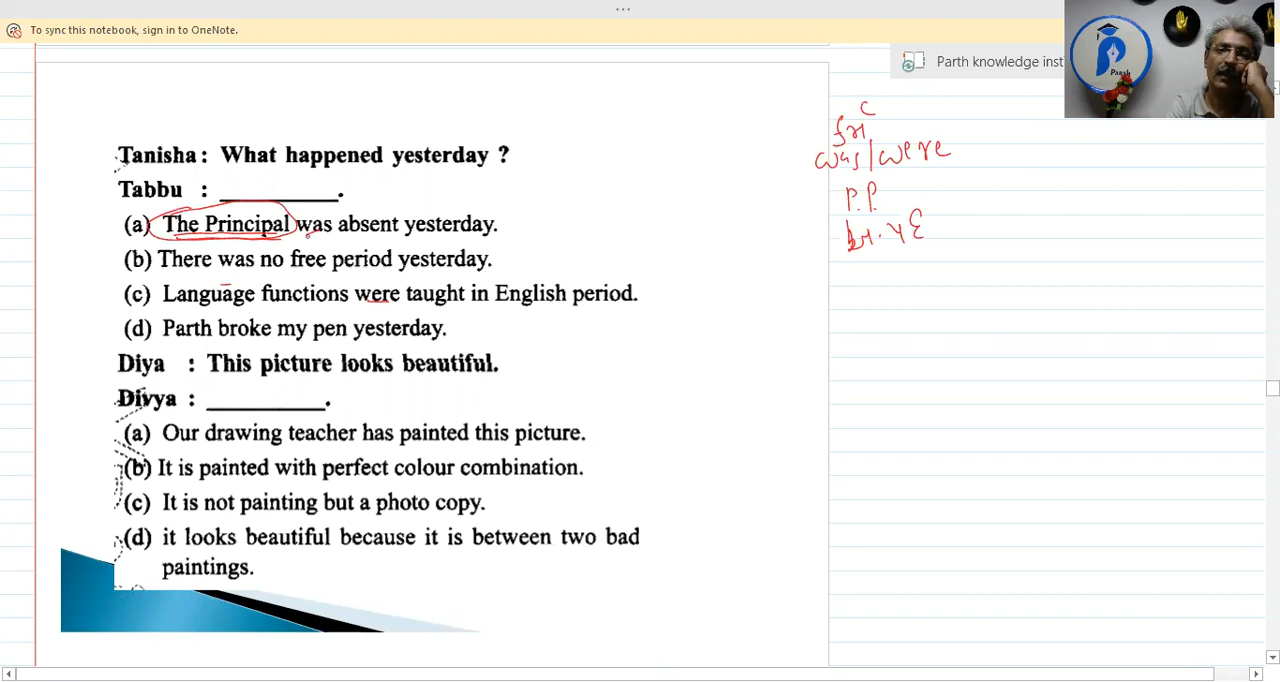 To sync this notebook, sign in to OneNote.
Parth knowledge inst
Parth
Tanisha : What happened yesterday ?
Tabbu : __________.
(a) The Principal was absent yesterday.
(b) There was no free period yesterday.
(c) Language functions were taught in English period.
(d) Parth broke my pen yesterday.
Diya : This picture looks beautiful.
Divya : __________.
(a) Our drawing teacher has painted this picture.
(b) It is painted with perfect colour combination.
(c) It is not painting but a photo copy.
(d) it looks beautiful because it is between two bad
paintings.
C
was/were
P.P.